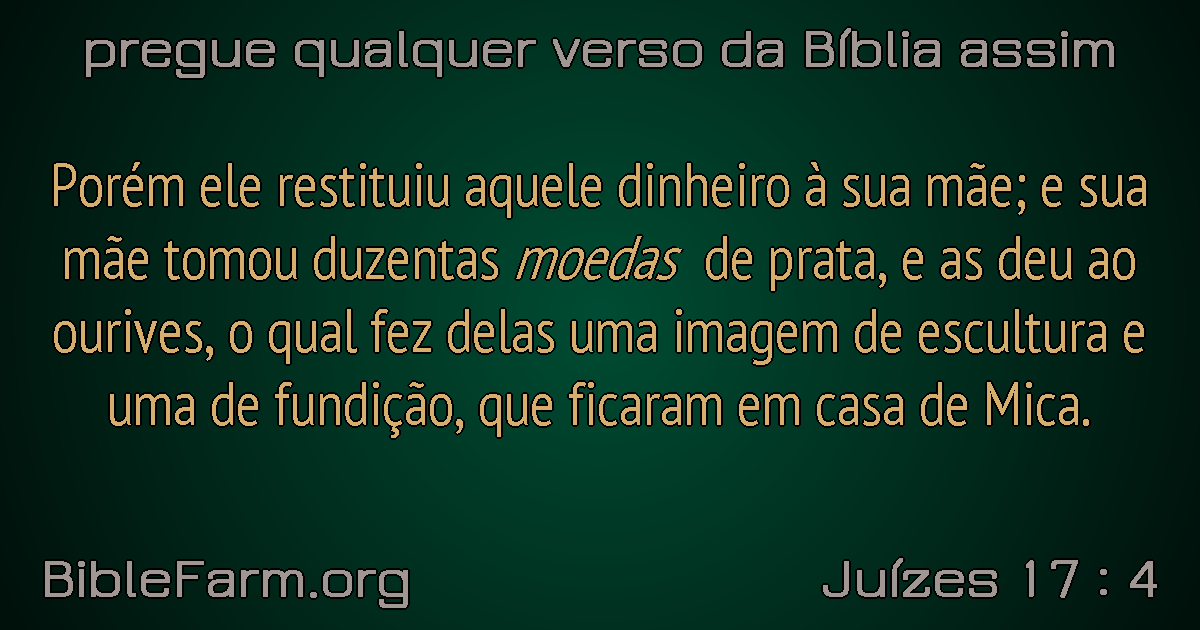 pregue qualquer verso da Bíblia assim
Porém ele restituiu aquele dinheiro à sua mãe; e sua
mãe tomou duzentas moedas de prata, e as deu ao
ourives, o qual fez delas uma imagem de escultura e
uma de fundição, que ficaram em casa de Mica.
BibleFarm.org
Juízes 17 : 4